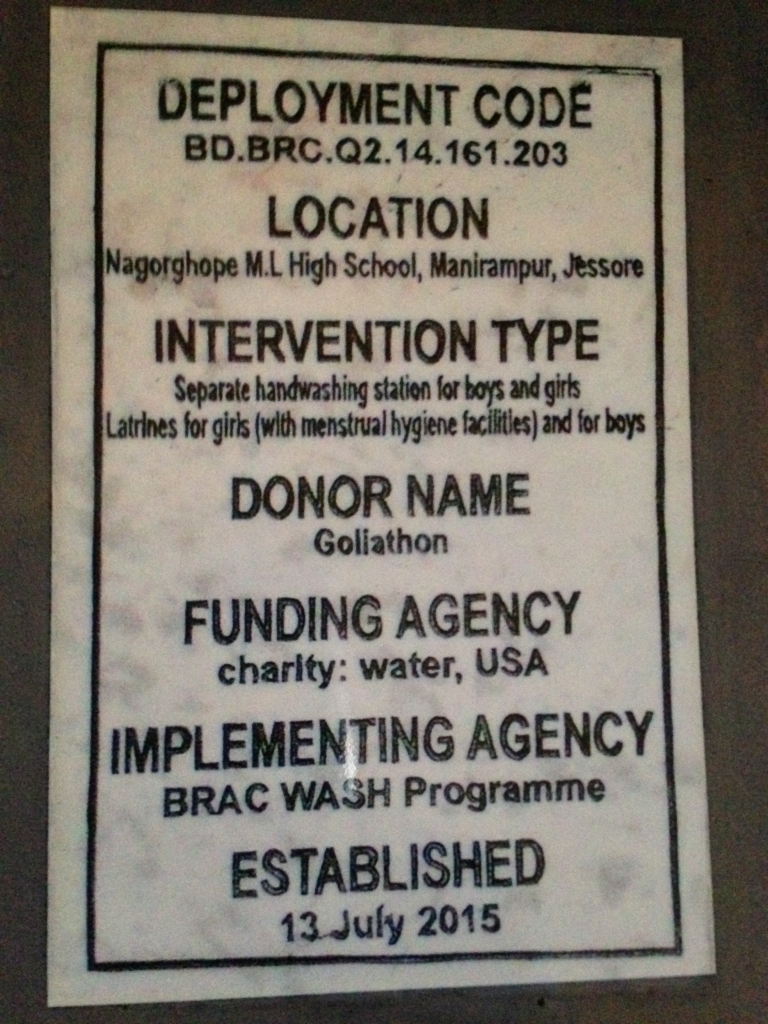 DEPLOYMENT CODE
BD.BRC.Q2.14.161.203
LOCATION
Nagorghope M.L High School, Manirampur, Jessore
INTERVENTION TYPE
Separate handwashing station for boys and girls
Latrines for girls (with menstrual hygiene facilities) and for boys
DONOR NAME
Goliathon
FUNDING AGENCY
charity: water, USA
IMPLEMENTING AGENCY
BRAC WASH Programme
ESTABLISHED
13 July 2015